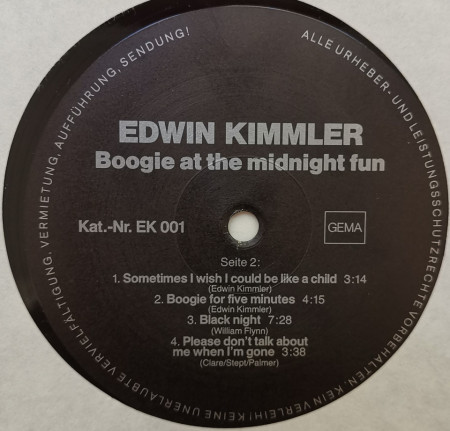 ALLE URHEBER- UND LEISTUNGSSCHUTZRECHTE VORBEHALTEN. KEIN VERLEIH! KEINE UNERLAUBTE VERVIELFÄLTIGUNG, VERMIETUNG, AUFFÜHRUNG, SENDUNG!
EDWIN KIMMLER
Boogie at the midnight fun
Kat.-Nr. EK 001
GEMA
Seite 2:
1. Sometimes I wish I could be like a child 3:14
(Edwin Kimmler)
2. Boogie for five minutes 4:15
(Edwin Kimmler)
3. Black night 7:28
(William Flynn)
4. Please don't talk about
me when I'm gone 3:38
(Clare/Stept/Palmer)